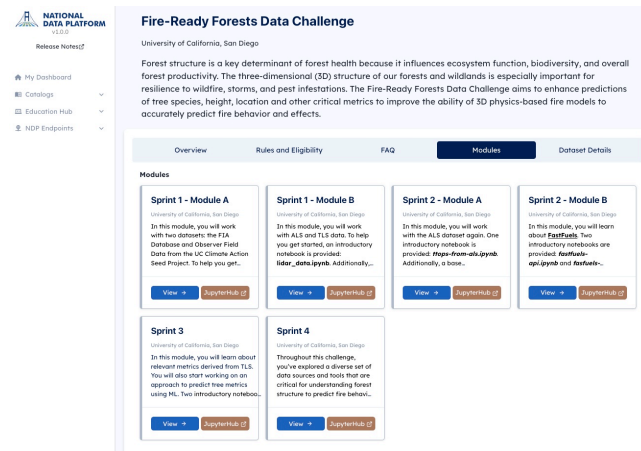 NATIONAL
DATA PLATFORM
v1.0.0
Release Notes
My Dashboard
Catalogs
Education Hub
NDP Endpoints
Fire-Ready Forests Data Challenge
University of California, San Diego
Forest structure is a key determinant of forest health because it influences ecosystem function, biodiversity, and overall
forest productivity. The three-dimensional (3D) structure of our forests and wildlands is especially important for
resilience to wildfire, storms, and pest infestations. The Fire-Ready Forests Data Challenge aims to enhance predictions
of tree species, height, location and other critical metrics to improve the ability of 3D physics-based fire models to
accurately predict fire behavior and effects.
Overview Rules and Eligibility FAQ Modules Dataset Details
Modules
Sprint 1 - Module A
University of California, San Diego
In this module, you will work
with two datasets: the FIA
Database and Observer Field
Data from the UC Climate Action
Seed Project. To help you get...
View → JupyterHub
Sprint 1 - Module B
University of California, San Diego
In this module, you will work
with ALS and TLS data. To help
you get started, an introductory
notebook is provided:
lidar_data.ipynb. Additionally,...
View → JupyterHub
Sprint 2 - Module A
University of California, San Diego
In this module, you will work
with the ALS dataset again. One
introductory notebook is
provided: ttops-from-als.ipynb.
Additionally, a base...
View → JupyterHub
Sprint 2 - Module B
University of California, San Diego
In this module, you will learn
about FastFuels. Two
introductory notebooks are
provided: fastfuels-
api.ipynb and fasfuels-...
View → JupyterHub
Sprint 3
University of California, San Diego
In this module, you will learn about
relevant metrics derived from TLS.
You will also start working on an
approach to predict tree metrics
using ML. Two introductory noteboo...
View → JupyterHub
Sprint 4
University of California, San Diego
Throughout this challenge,
you've explored a diverse set of
data sources and tools that are
critical for understanding forest
structure to predict fire behavi...
View → JupyterHub